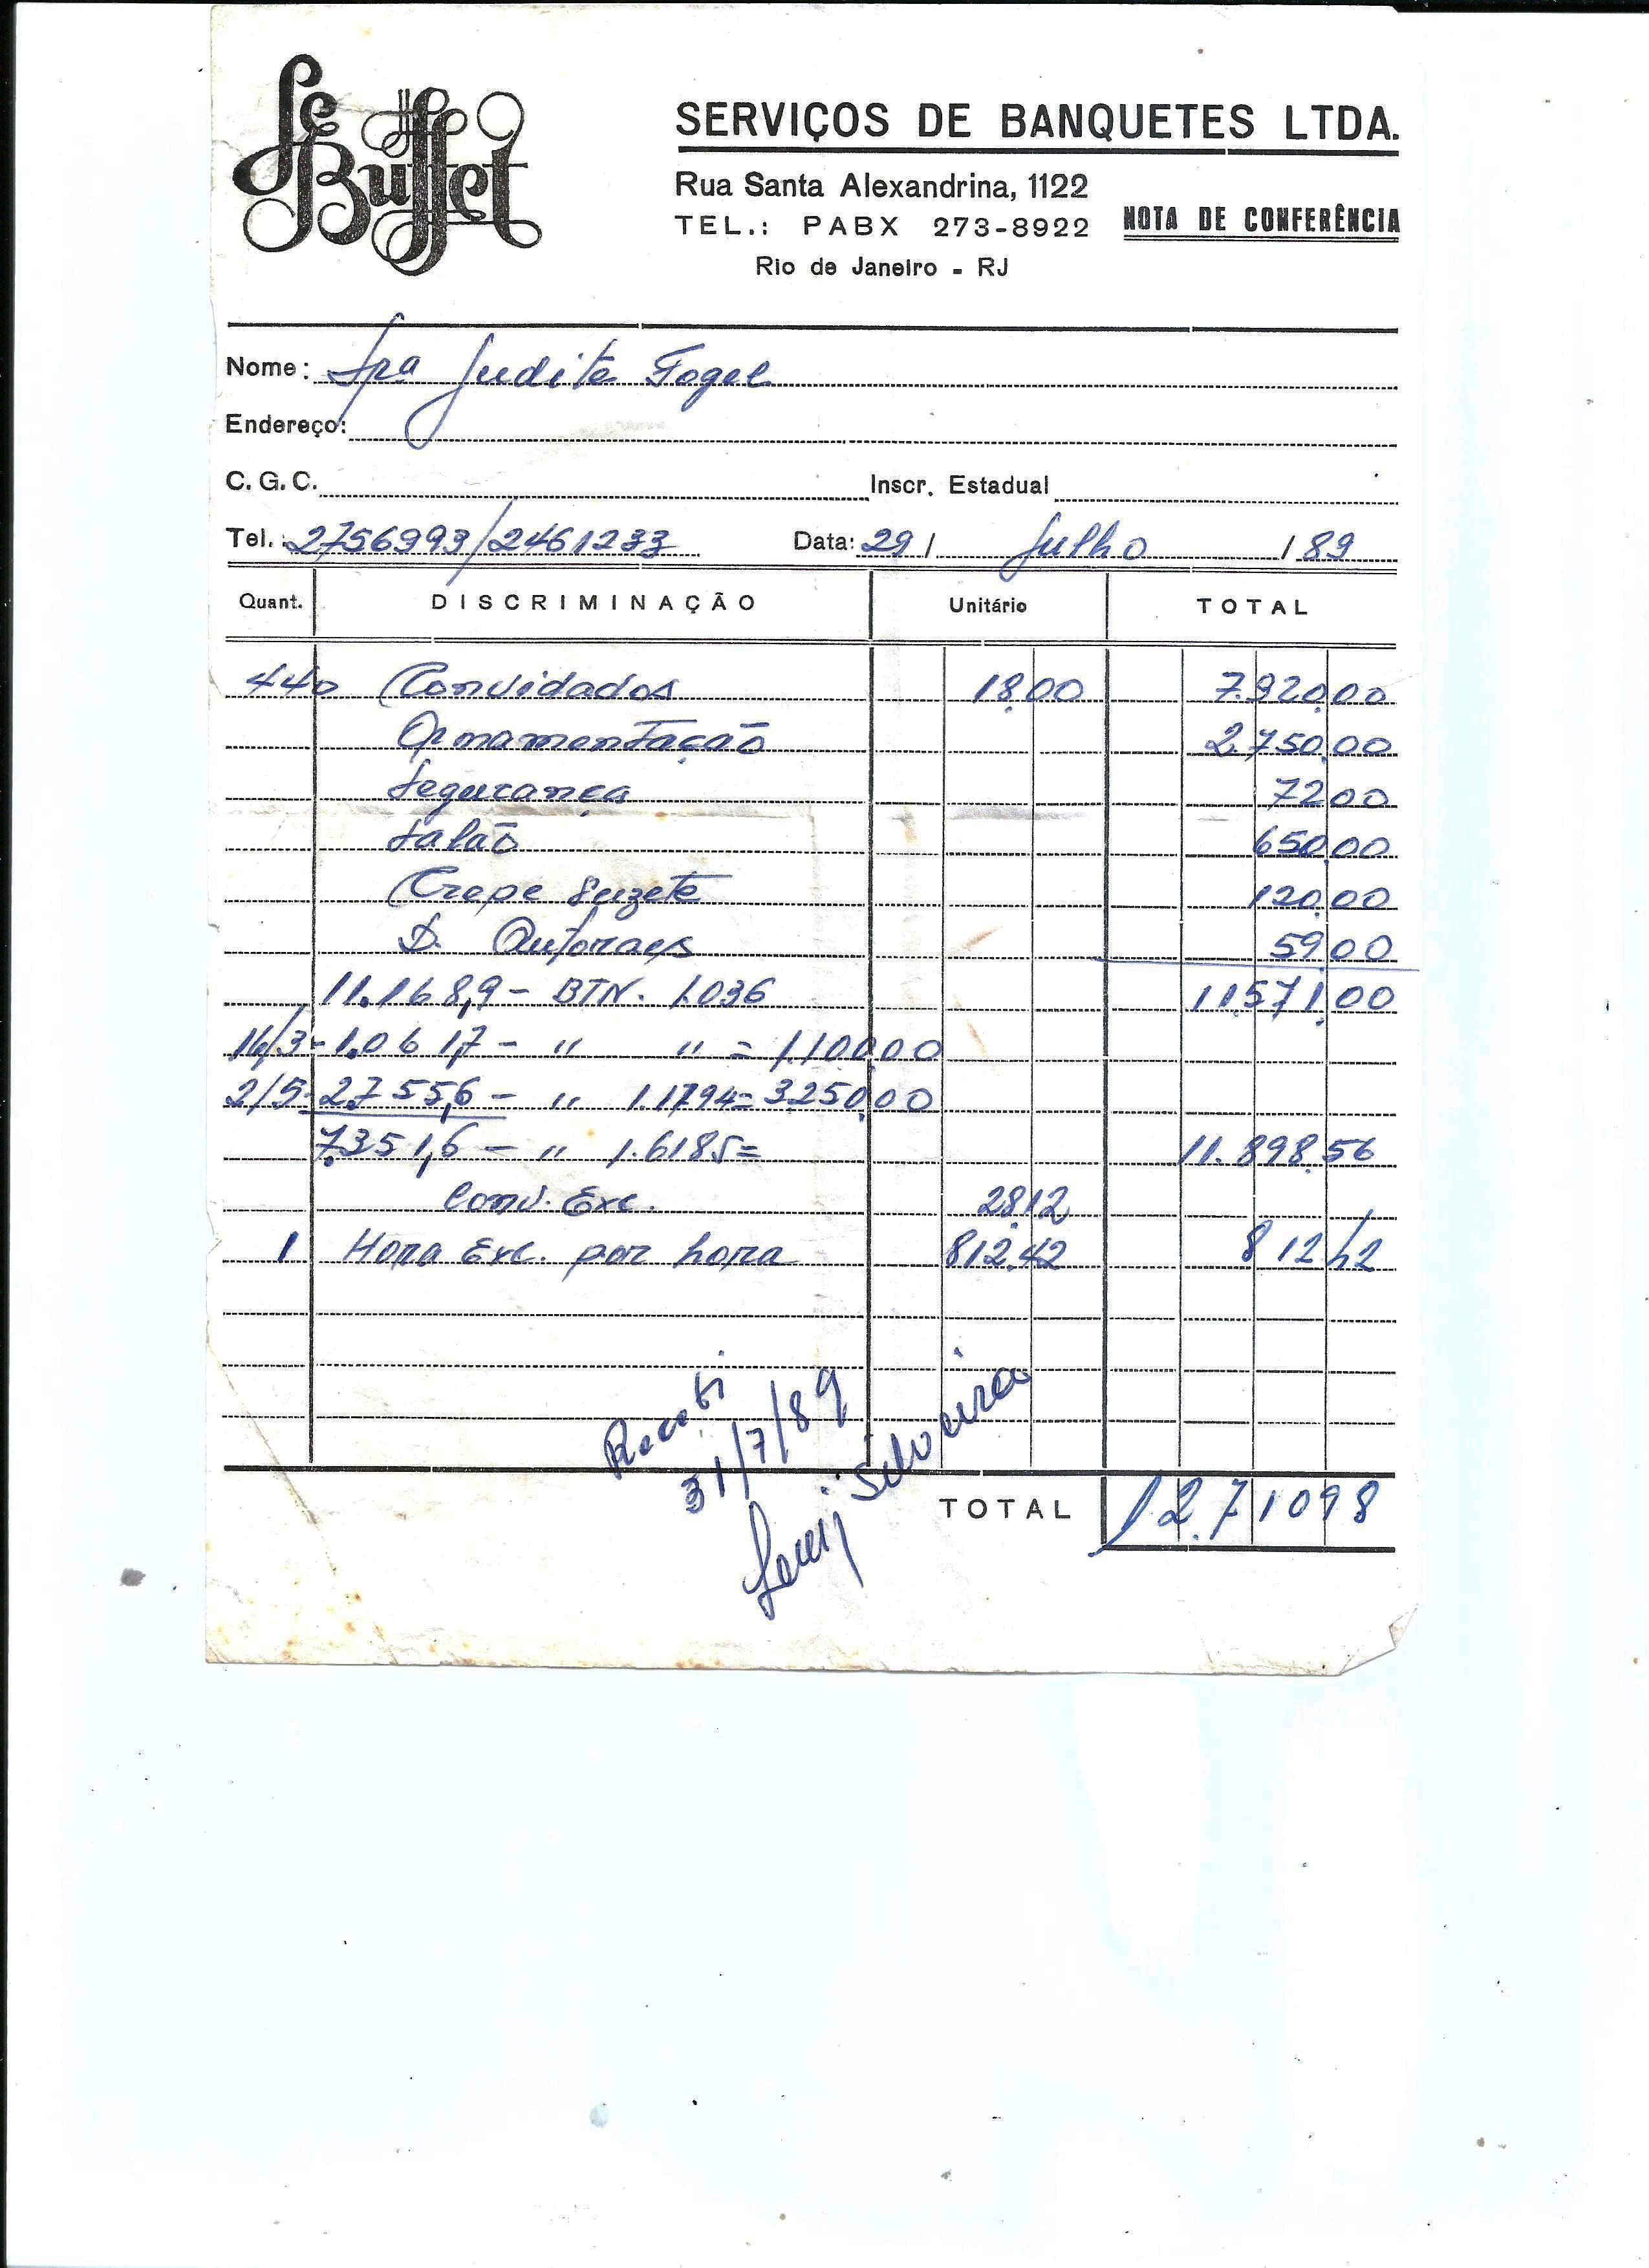 Le Buffet
SERVIÇOS DE BANQUETES LTDA.
Rua Santa Alexandrina, 1122
TEL.: PABX 273-8922 NOTA DE CONFERÊNCIA
Rio de Janeiro - RJ
Nome: Sra Judite Fogel
Endereço:
C.G.C. Inscr. Estadual
Tel.: 2756993/2461233 Data: 29 / Julho / 89
Quant. DISCRIMINAÇÃO Unitário TOTAL
440 Convidados 18,00 7.920,00
Ornamentação 2.750,00
Segurança 72,00
Salão 650,00
Crepe Suzete 120,00
D. Autoraes 59,00
11.168,9 - BTN. 1.036 11.571,00
16/3 - 1.061,7 - " " = 1.100,00
2/5 - 2.755,6 - " 1.1794 = 3.250,00
7.351,6 - " 1.6185 = 11.898,56
Conv. Exc. 28,12
1 Hora Exc. por hora 812,42 812,42
Recebi
31/7/89
Silveira
TOTAL 12.710,98